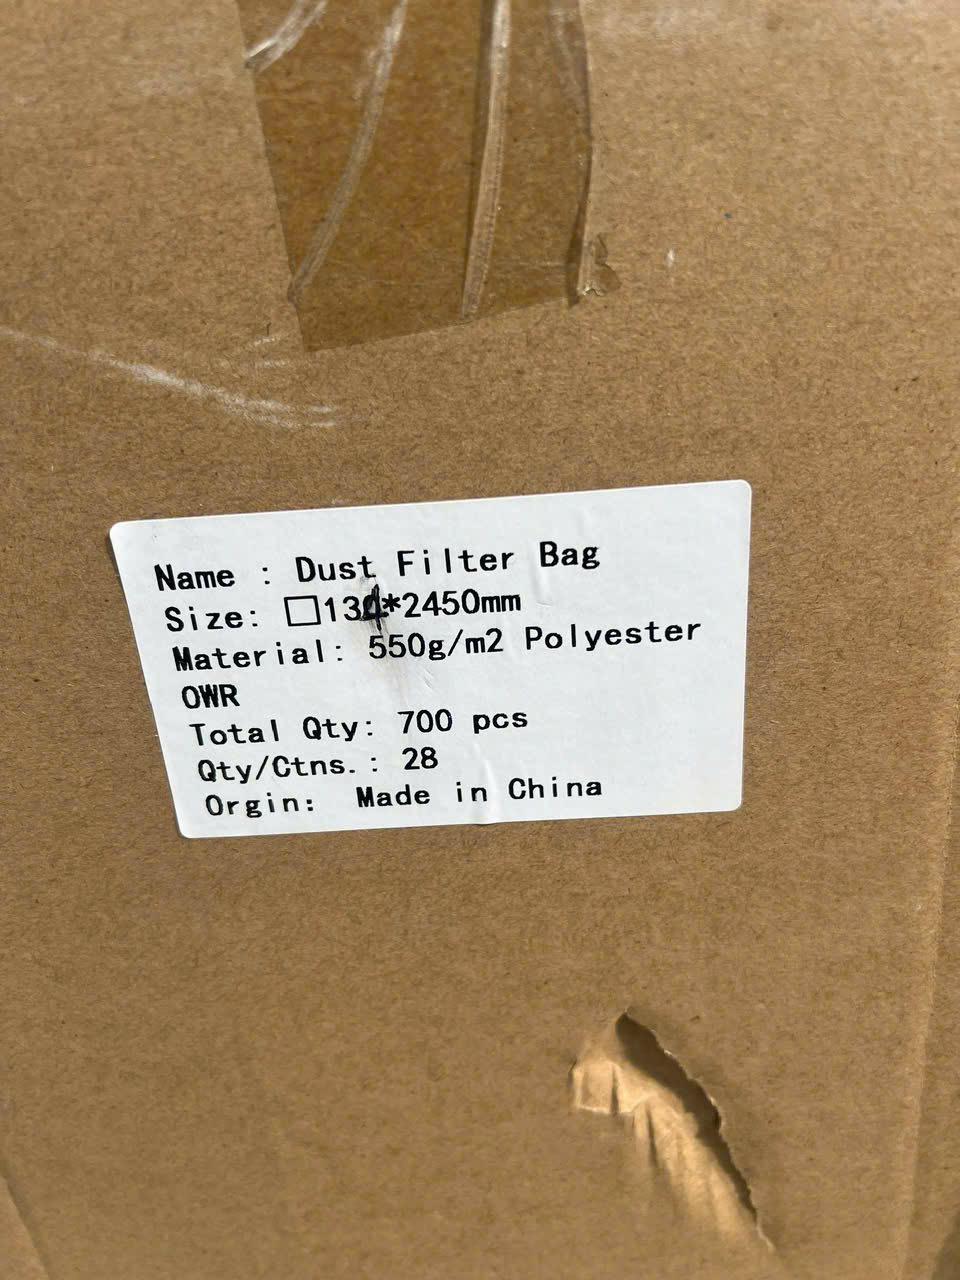 Name : Dust Filter Bag
Size: □134*2450mm
Material: 550g/m2 Polyester
OWR
Total Qty: 700 pcs
Qty/Ctns.: 28
Orgin: Made in China